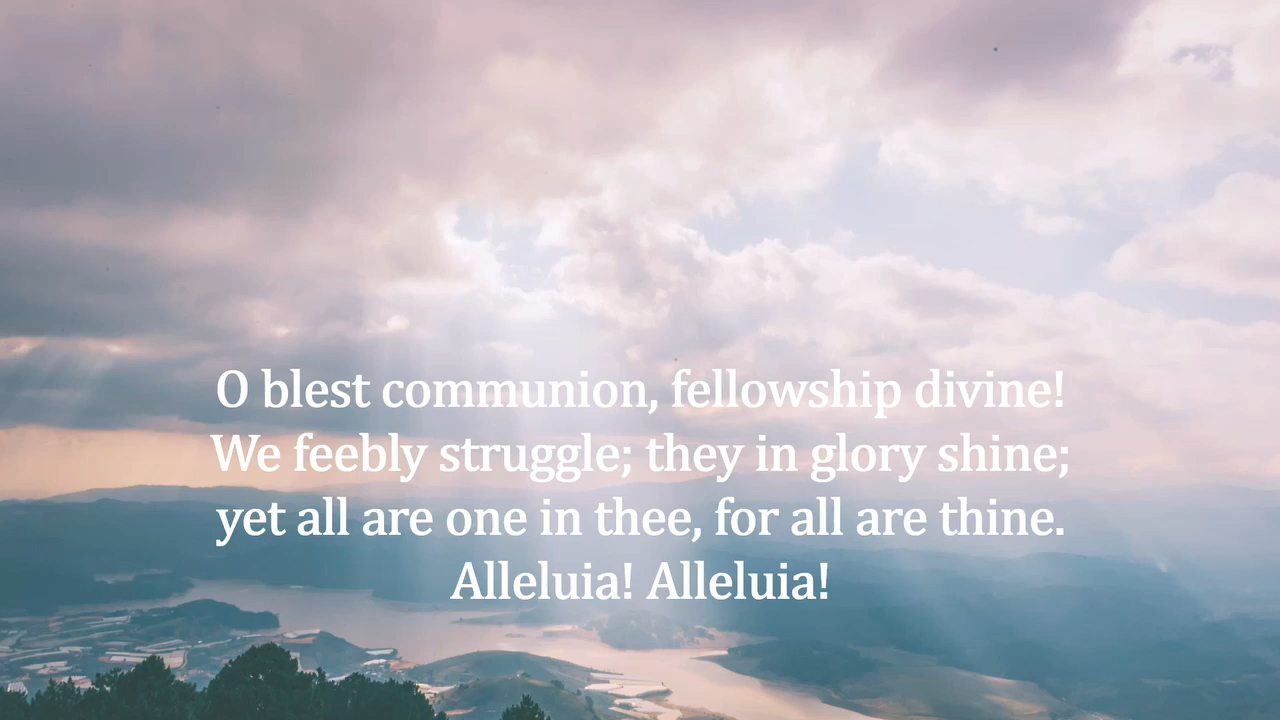 O blest communion, fellowship divine!
We feebly struggle; they in glory shine;
yet all are one in thee, for all are thine.
Alleluia! Alleluia!